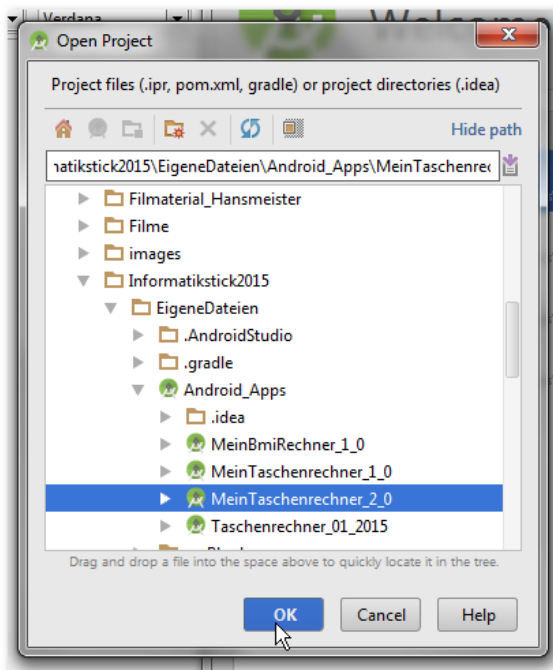 Verdana
Welcome
Open Project
Project files (.ipr, pom.xml, gradle) or project directories (.idea)
Hide path
natikstick2015\EigeneDateien\Android_Apps\MeinTaschenrec
Filmaterial_Hansmeister
Filme
images
Informatikstick2015
EigeneDateien
.AndroidStudio
.gradle
Android_Apps
.idea
MeinBmiRechner_1_0
MeinTaschenrechner_1_0
MeinTaschenrechner_2_0
Taschenrechner_01_2015
Drag and drop a file into the space above to quickly locate it in the tree.
OK
Cancel
Help